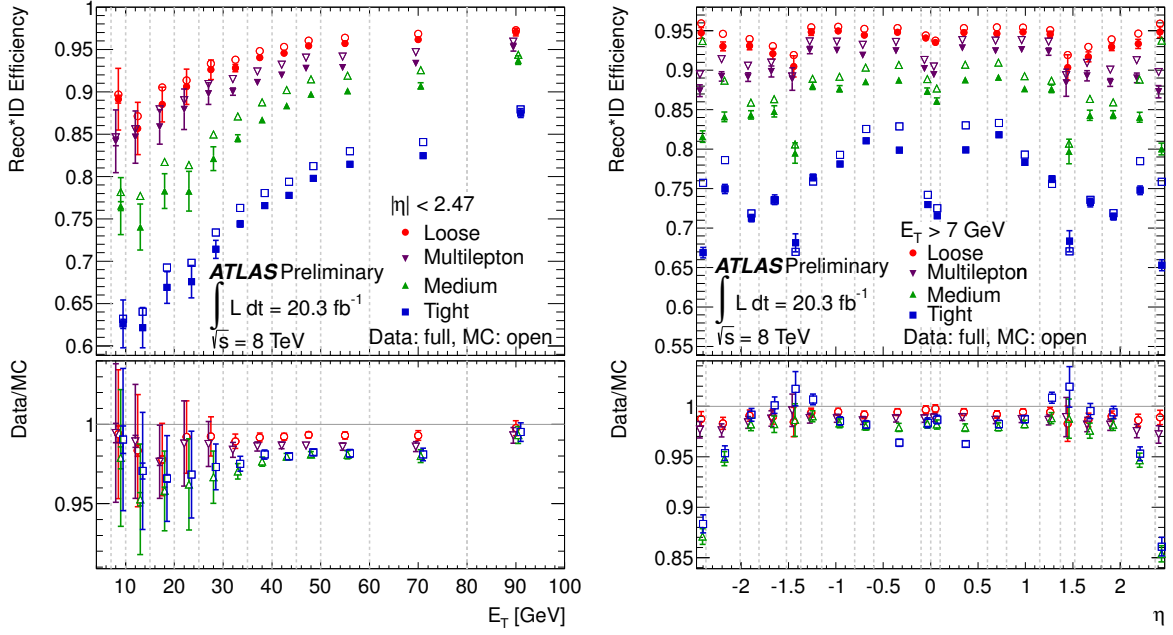 Reco*ID Efficiency
0.95
0.9
0.85
0.8
0.75
0.7
0.65
0.6
|η| < 2.47
Loose
Multilepton
Medium
Tight
ATLAS Preliminary
∫ L dt = 20.3 fb⁻¹
√s = 8 TeV
Data: full, MC: open
Data/MC
1
0.95
10 20 30 40 50 60 70 80 90 100
E_T [GeV]
Reco*ID Efficiency
0.95
0.9
0.85
0.8
0.75
0.7
0.65
0.6
0.55
E_T > 7 GeV
Loose
Multilepton
Medium
Tight
ATLAS Preliminary
∫ L dt = 20.3 fb⁻¹
√s = 8 TeV
Data: full, MC: open
Data/MC
1
0.95
0.9
0.85
-2 -1.5 -1 -0.5 0 0.5 1 1.5 2
η